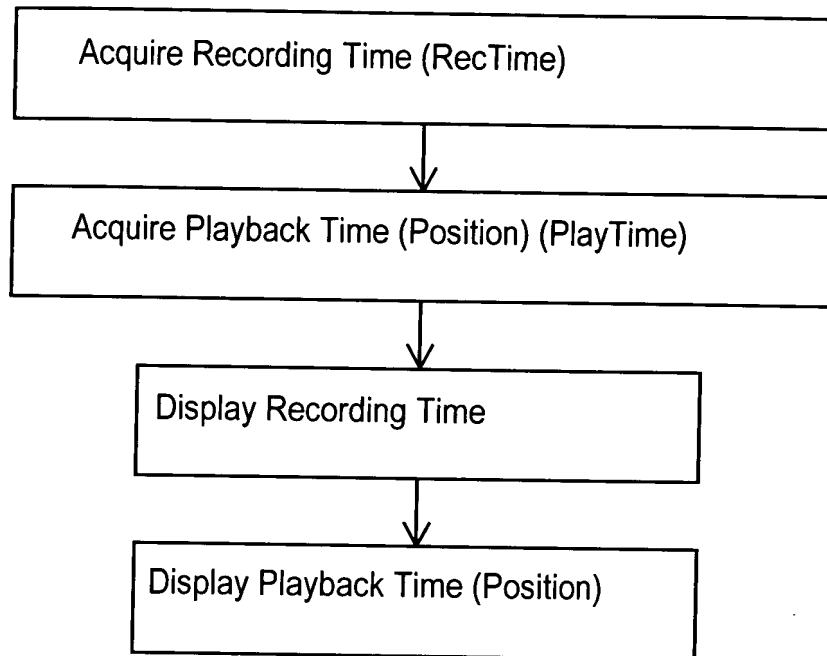 Acquire Recording Time (RecTime)
Acquire Playback Time (Position) (PlayTime)
Display Recording Time
Display Playback Time (Position)